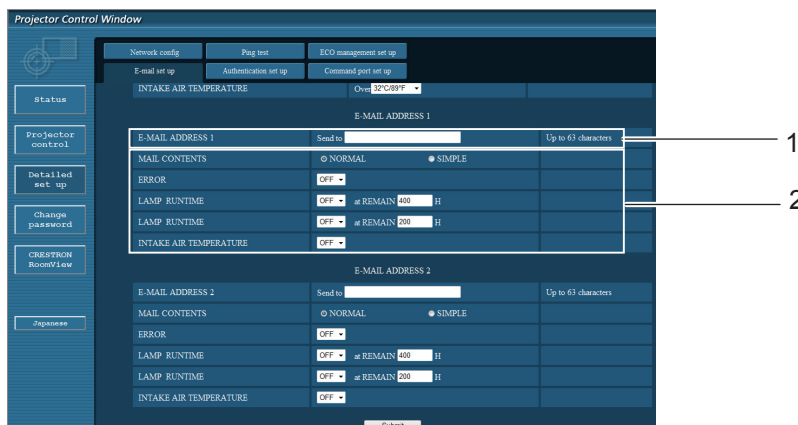 Projector Control Window
Network config Ping test ECO management set up
E-mail set up Authentication set up Command port set up
Status
Projector control
Detailed set up
Change password
CRESTRON RoomView
Japanese
INTAKE AIR TEMPERATURE Over 32°C/89°F
E-MAIL ADDRESS 1
E-MAIL ADDRESS 1 Send to Up to 63 characters 1
MAIL CONTENTS NORMAL SIMPLE
ERROR OFF
LAMP RUNTIME OFF at REMAIN 400 H 2
LAMP RUNTIME OFF at REMAIN 200 H
INTAKE AIR TEMPERATURE OFF
E-MAIL ADDRESS 2
E-MAIL ADDRESS 2 Send to Up to 63 characters
MAIL CONTENTS NORMAL SIMPLE
ERROR OFF
LAMP RUNTIME OFF at REMAIN 400 H
LAMP RUNTIME OFF at REMAIN 200 H
INTAKE AIR TEMPERATURE OFF
Submit